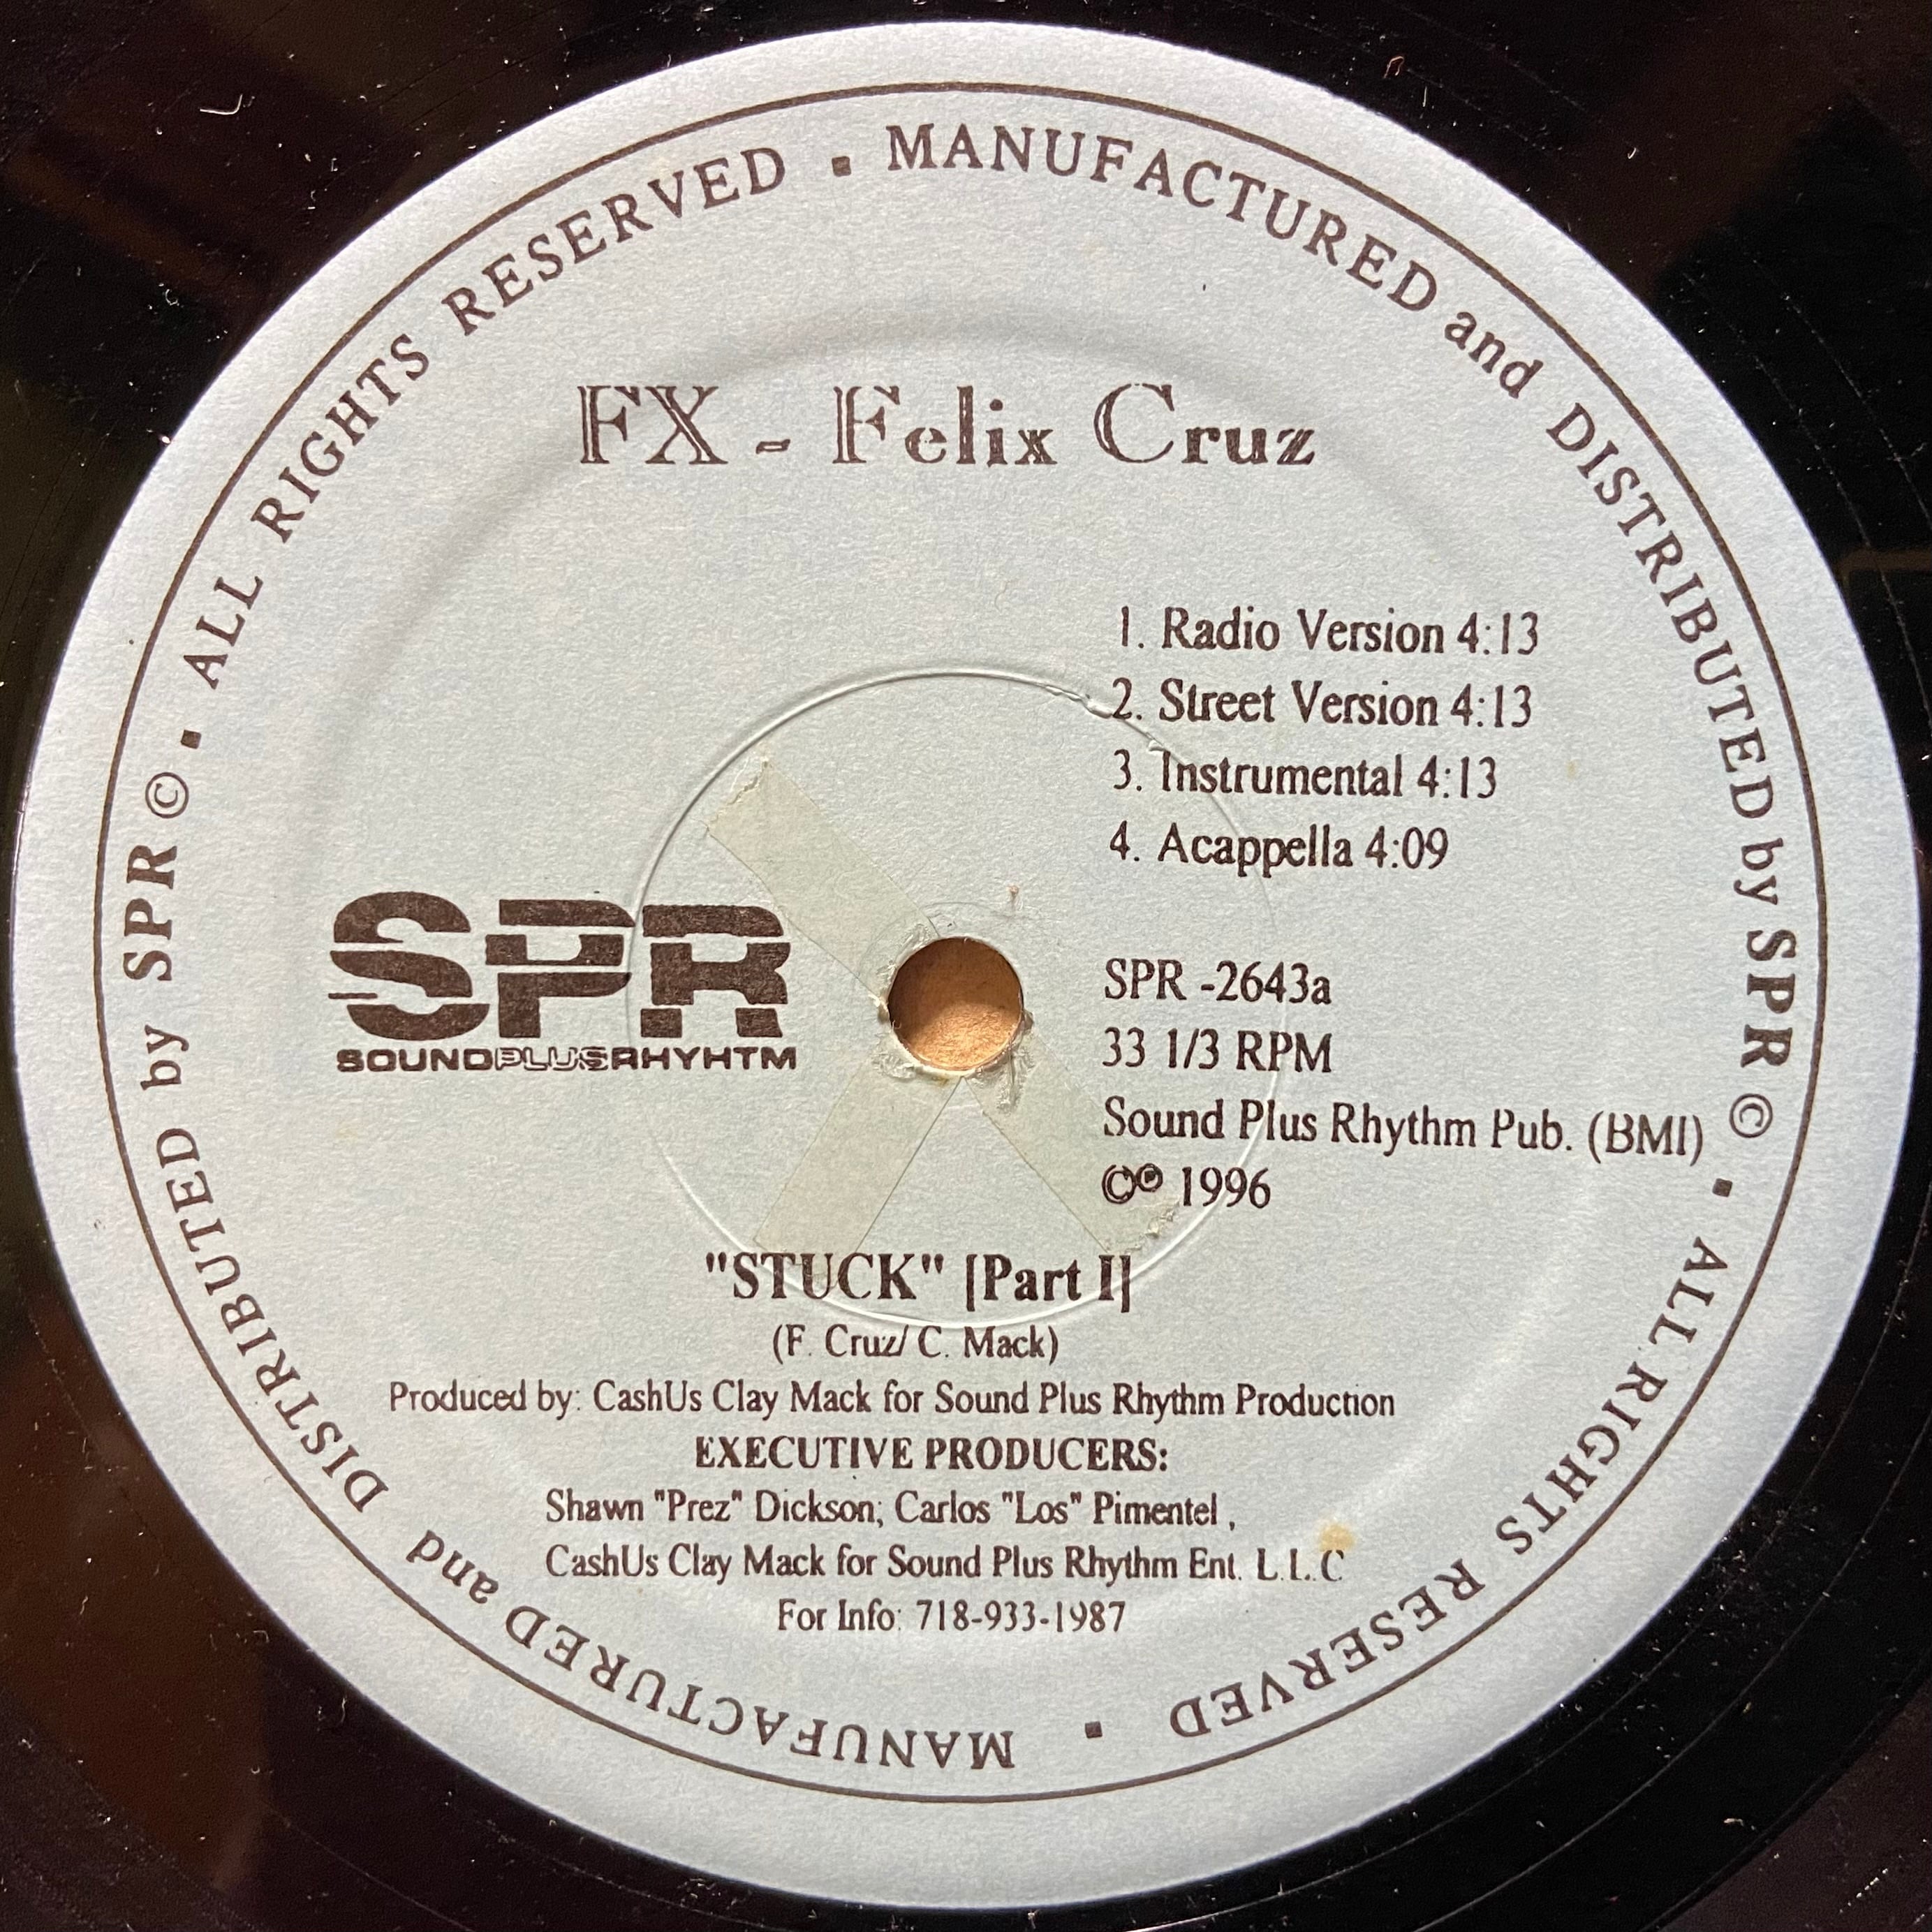 MANUFACTURED and DISTRIBUTED by SPR © ▪ ALL RIGHTS RESERVED ▪ MANUFACTURED and DISTRIBUTED by SPR © ▪ ALL RIGHTS RESERVED ▪
FX - Felix Cruz
1. Radio Version 4:13
2. Street Version 4:13
3. Instrumental 4:13
4. Acappella 4:09
SPR
SOUNDPLUSRHYHTM
SPR -2643a
33 1/3 RPM
Sound Plus Rhythm Pub. (BMI)
©℗ 1996
"STUCK" [Part I]
(F. Cruz/ C. Mack)
Produced by: CashUs Clay Mack for Sound Plus Rhythm Production
EXECUTIVE PRODUCERS:
Shawn "Prez" Dickson; Carlos "Los" Pimentel ,
CashUs Clay Mack for Sound Plus Rhythm Ent. L.L.C
For Info: 718-933-1987